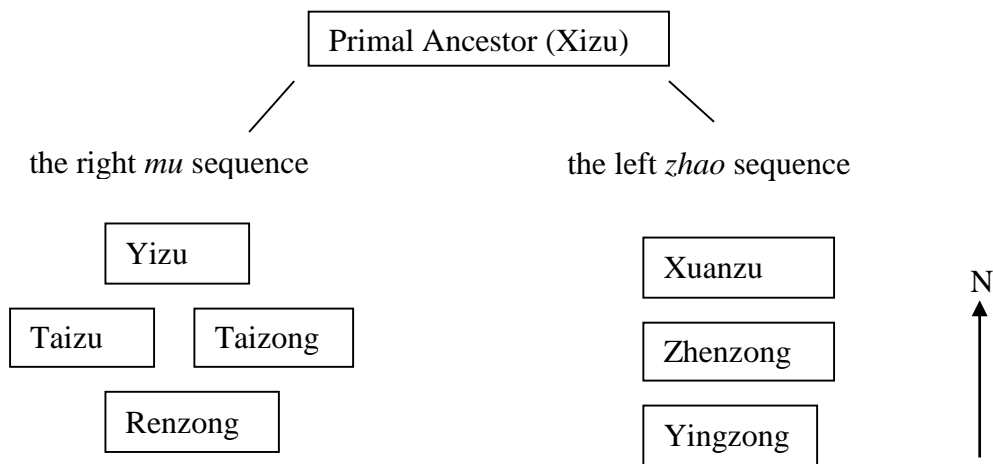 Primal Ancestor (Xizu)
the right mu sequence
the left zhao sequence
Yizu
Xuanzu
N
Taizu
Taizong
Zhenzong
Renzong
Yingzong